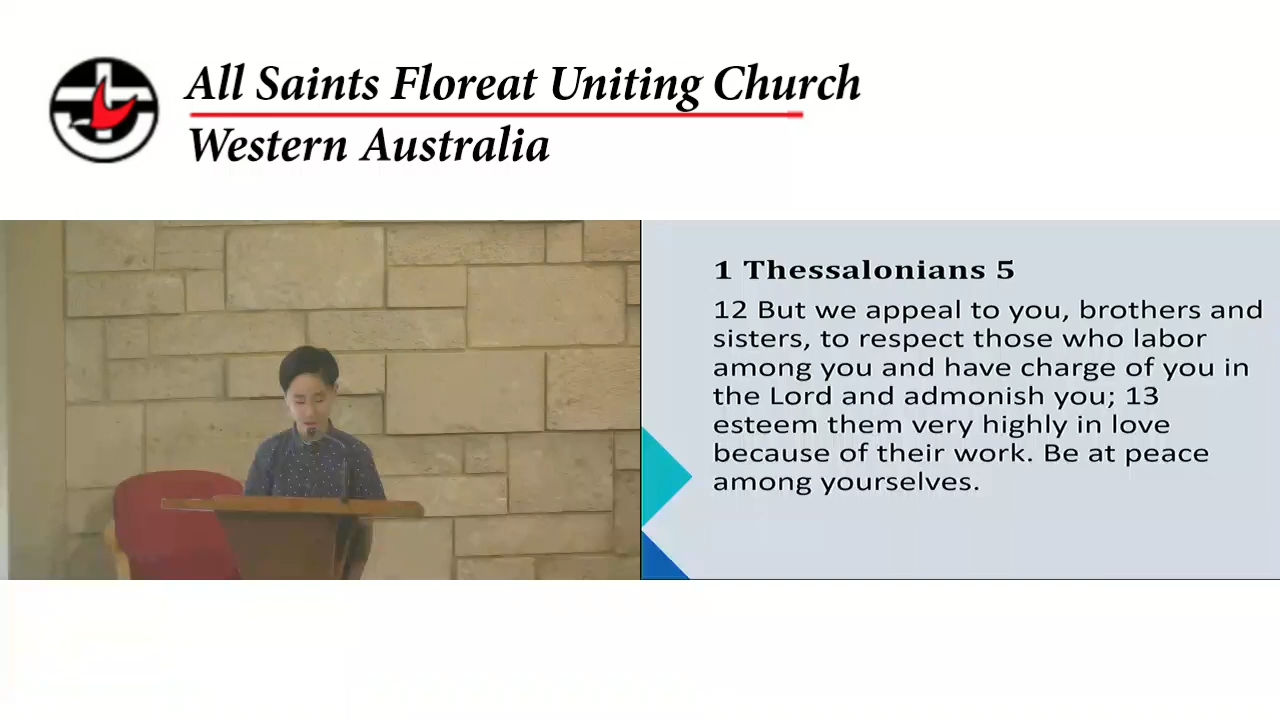 All Saints Floreat Uniting Church
Western Australia
1 Thessalonians 5
12 But we appeal to you, brothers and
sisters, to respect those who labor
among you and have charge of you in
the Lord and admonish you; 13
esteem them very highly in love
because of their work. Be at peace
among yourselves.